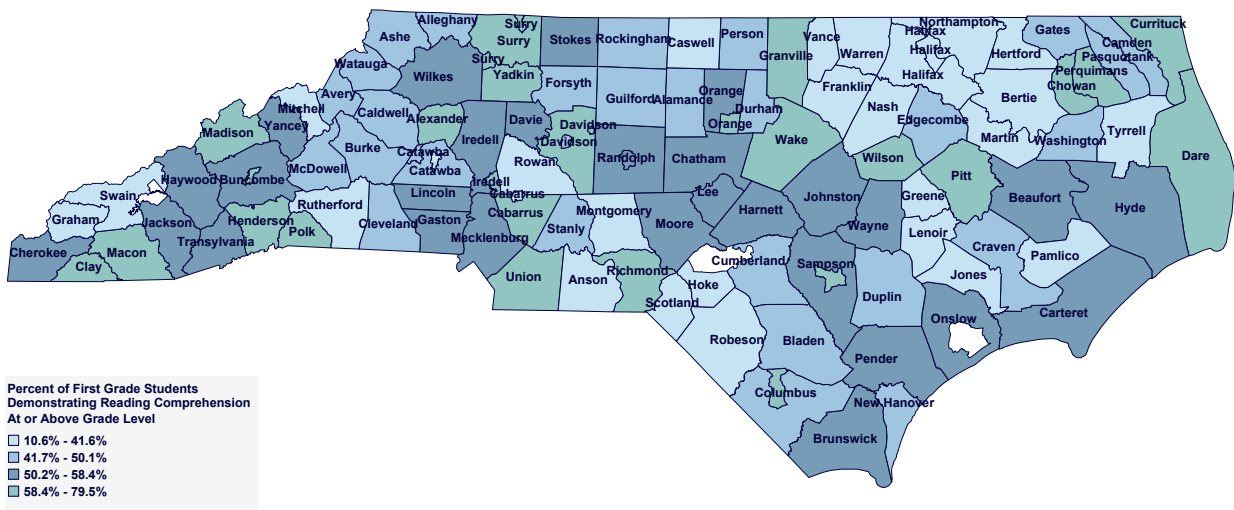 Alleghany
Surry
Northampton
Currituck
Ashe
Surry
Stokes
Rockingham
Caswell
Person
Vance
Halifax
Gates
Camden
Watauga
Surry
Granville
Warren
Halifax
Hertford
Pasquotank
Wilkes
Yadkin
Forsyth
Halifax
Perquimans
Avery
Franklin
Chowan
Mitchell
Caldwell
Alexander
Guilford
Alamance
Orange
Durham
Nash
Bertie
Yancey
Davie
Davidson
Orange
Edgecombe
Madison
Burke
Iredell
Davidson
Wake
Martin
Washington
Tyrrell
Catawba
Rowan
Randolph
Chatham
Wilson
Dare
McDowell
Catawba
Haywood
Buncombe
Iredell
Pitt
Swain
Lincoln
Cabarrus
Lee
Johnston
Greene
Beaufort
Hyde
Rutherford
Cabarrus
Montgomery
Harnett
Graham
Jackson
Henderson
Polk
Cleveland
Gaston
Stanly
Moore
Wayne
Lenoir
Transylvania
Mecklenburg
Craven
Cherokee
Macon
Pamlico
Clay
Union
Anson
Richmond
Cumberland
Sampson
Jones
Hoke
Duplin
Scotland
Onslow
Carteret
Robeson
Bladen
Pender
Columbus
New Hanover
Brunswick
Percent of First Grade Students
Demonstrating Reading Comprehension
At or Above Grade Level
10.6% - 41.6%
41.7% - 50.1%
50.2% - 58.4%
58.4% - 79.5%